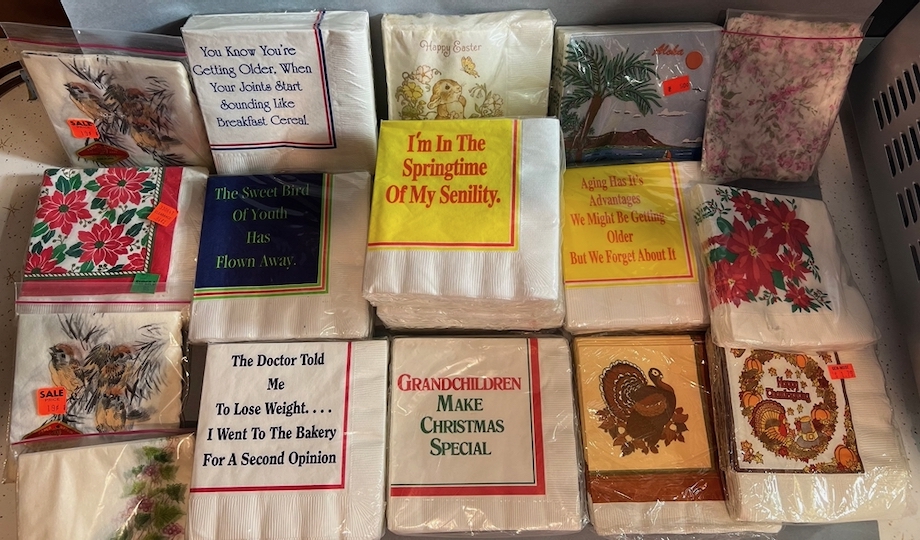 You Know You're
Getting Older, When
Your Joints Start
Sounding Like
Breakfast Cereal.
Happy Easter
Aloha
SALE
19¢
I'm In The
Springtime
Of My Senility.
The Sweet Bird
Of Youth
Has
Flown Away.
Aging Has It's
Advantages
We Might Be Getting
Older
But We Forget About It
SALE
19¢
The Doctor Told
Me
To Lose Weight. . . .
I Went To The Bakery
For A Second Opinion
GRANDCHILDREN
MAKE
CHRISTMAS
SPECIAL
Happy
Thanksgiving